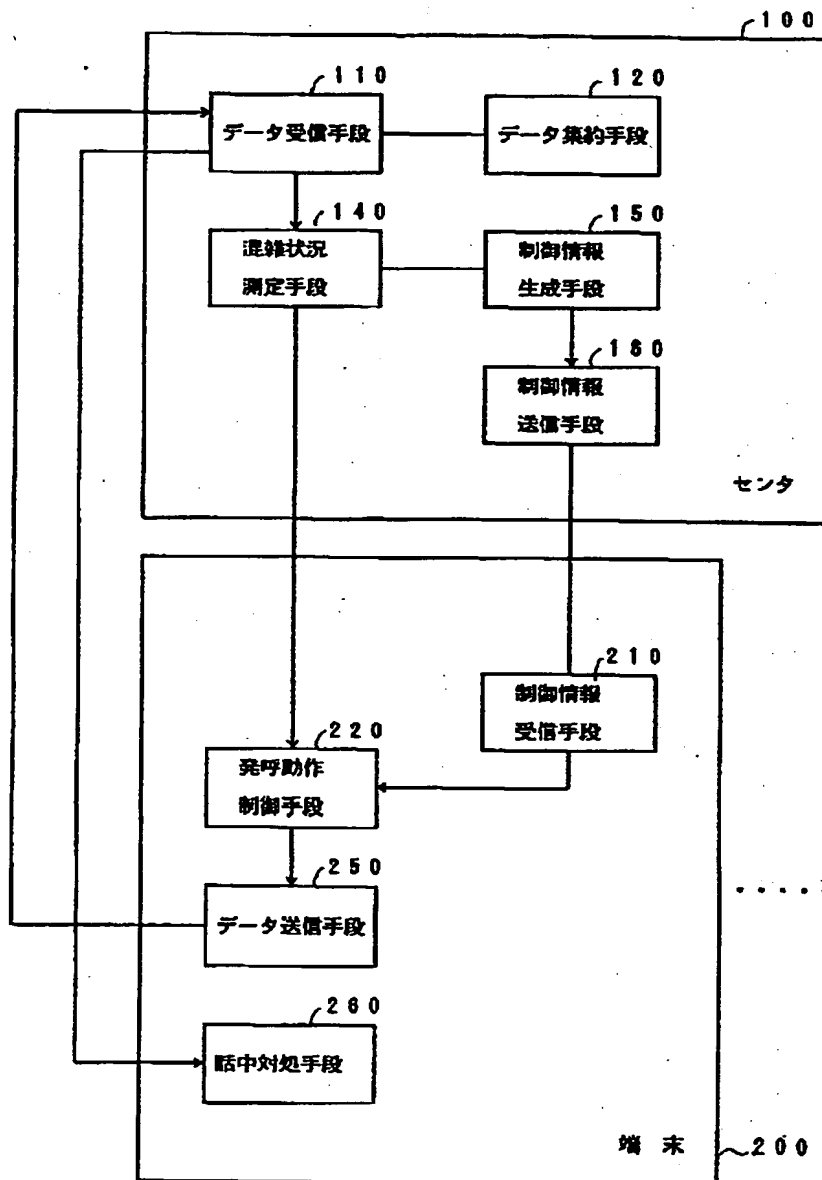 100
110
データ受信手段
120
データ集約手段
140
混雑状況
測定手段
150
制御情報
生成手段
160
制御情報
送信手段
センタ
210
制御情報
受信手段
220
発呼動作
制御手段
250
データ送信手段
....
260
話中対処手段
端末
200